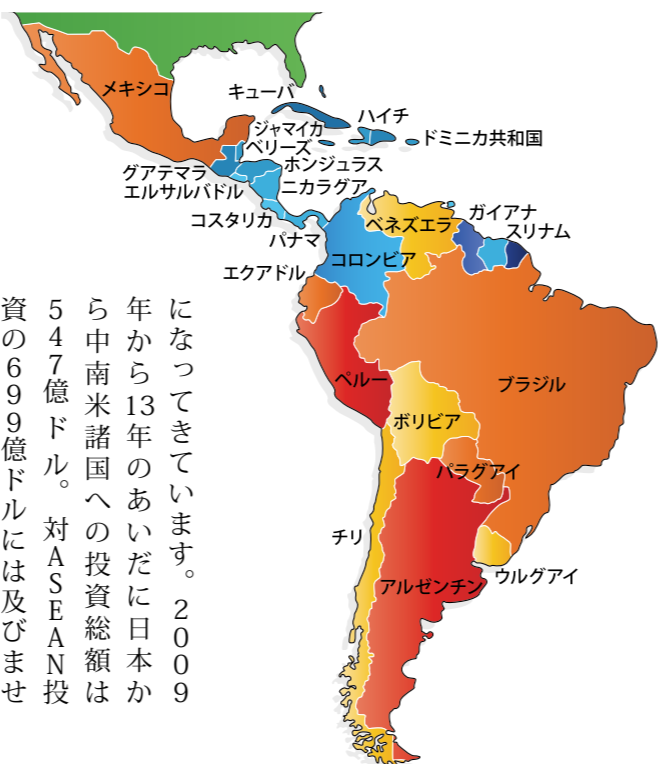 メキシコ
キューバ
ハイチ
ジャマイカ
ドミニカ共和国
ベリーズ
ホンジュラス
グアテマラ
エルサルバドル
ニカラグア
コスタリカ
パナマ
ベネズエラ
ガイアナ
スリナム
コロンビア
エクアドル
ペルー
ブラジル
ボリビア
パラグアイ
チリ
アルゼンチン
ウルグアイ
になってきています。2009
年から13年のあいだに日本か
ら中南米諸国への投資総額は
547億ドル。対ASEAN投
資の699億ドルには及びませ